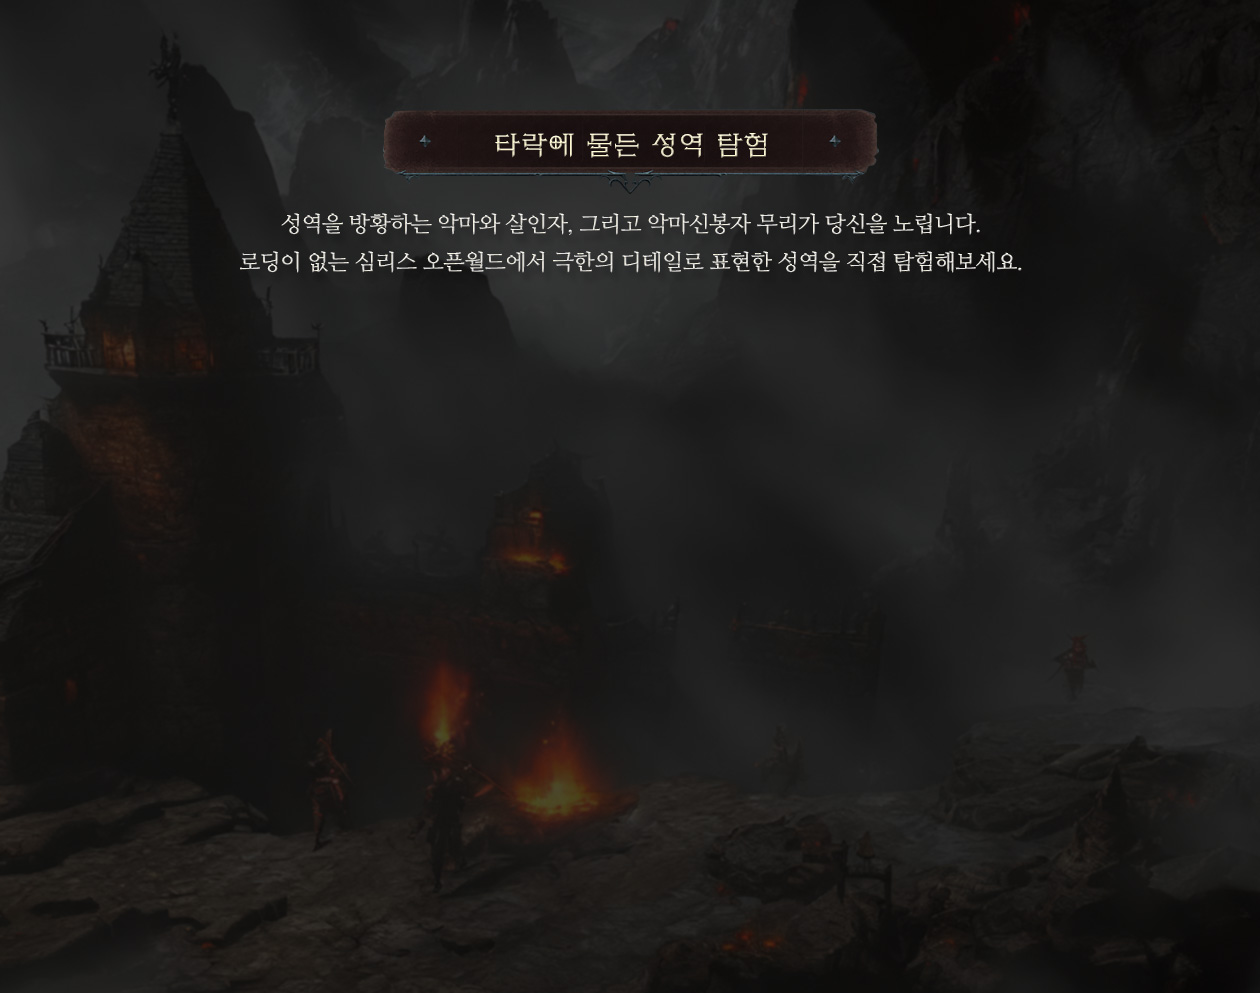 타락에 물든 성역 탐험
성역을 방황하는 악마와 살인자, 그리고 악마신봉자 무리가 당신을 노립니다.
로딩이 없는 심리스 오픈월드에서 극한의 디테일로 표현한 성역을 직접 탐험해보세요.